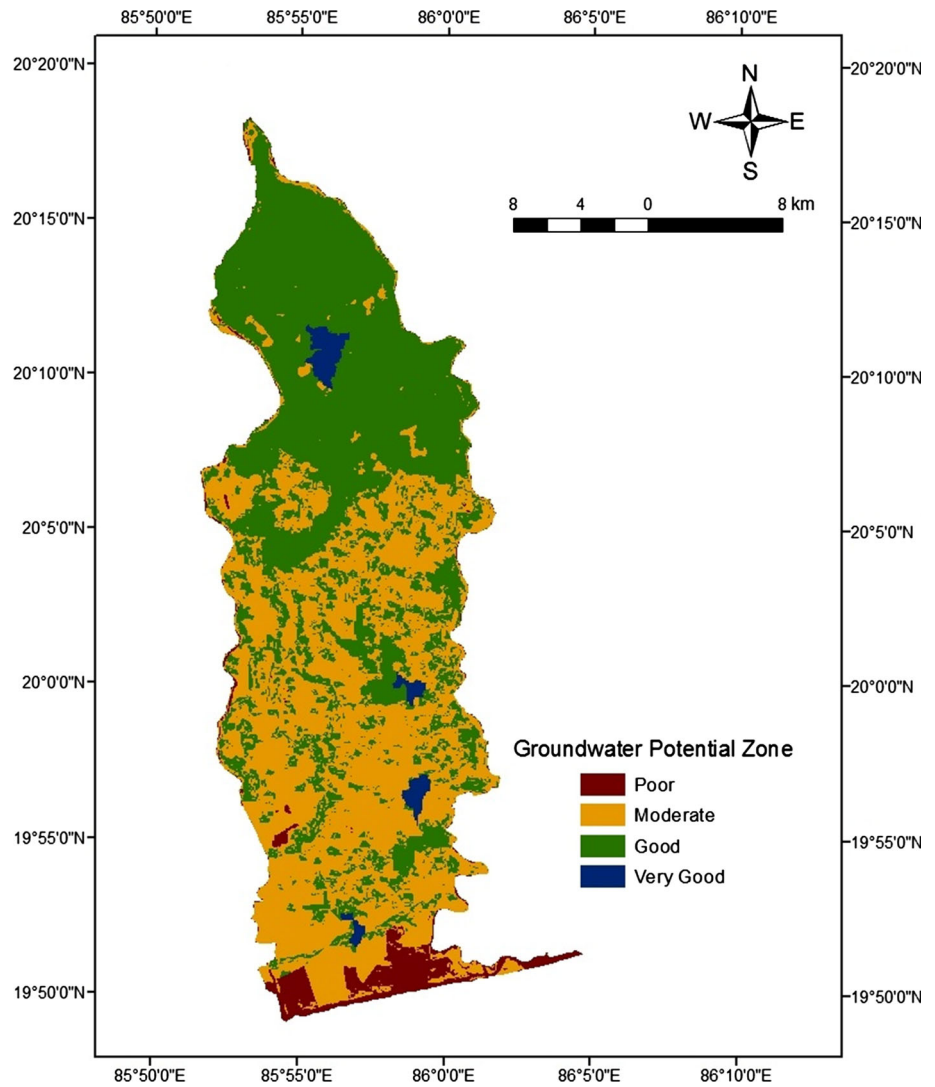 85°50'0"E 85°55'0"E 86°0'0"E 86°5'0"E 86°10'0"E
20°20'0"N 20°20'0"N
N
W E
S
8 4 0 8 km
20°15'0"N 20°15'0"N
20°10'0"N 20°10'0"N
20°5'0"N 20°5'0"N
20°0'0"N 20°0'0"N
Groundwater Potential Zone
Poor
Moderate
19°55'0"N 19°55'0"N
Good
Very Good
19°50'0"N 19°50'0"N
85°50'0"E 85°55'0"E 86°0'0"E 86°5'0"E 86°10'0"E